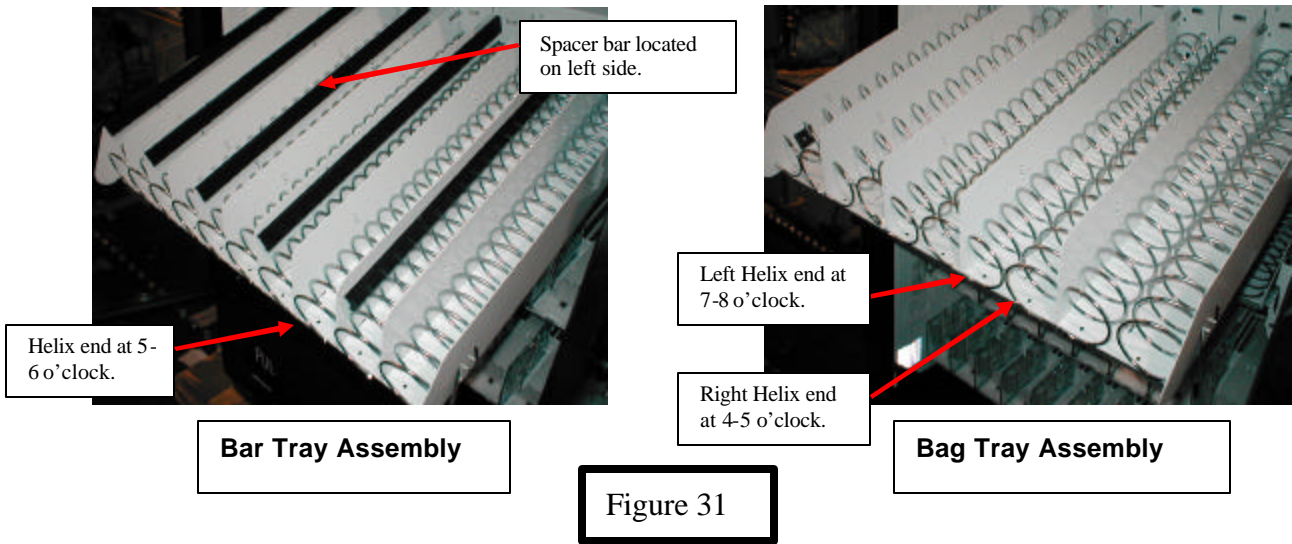 Spacer bar located
on left side.
Helix end at 5-
6 o’clock.
Bar Tray Assembly
Left Helix end at
7-8 o’clock.
Right Helix end
at 4-5 o’clock.
Bag Tray Assembly
Figure 31